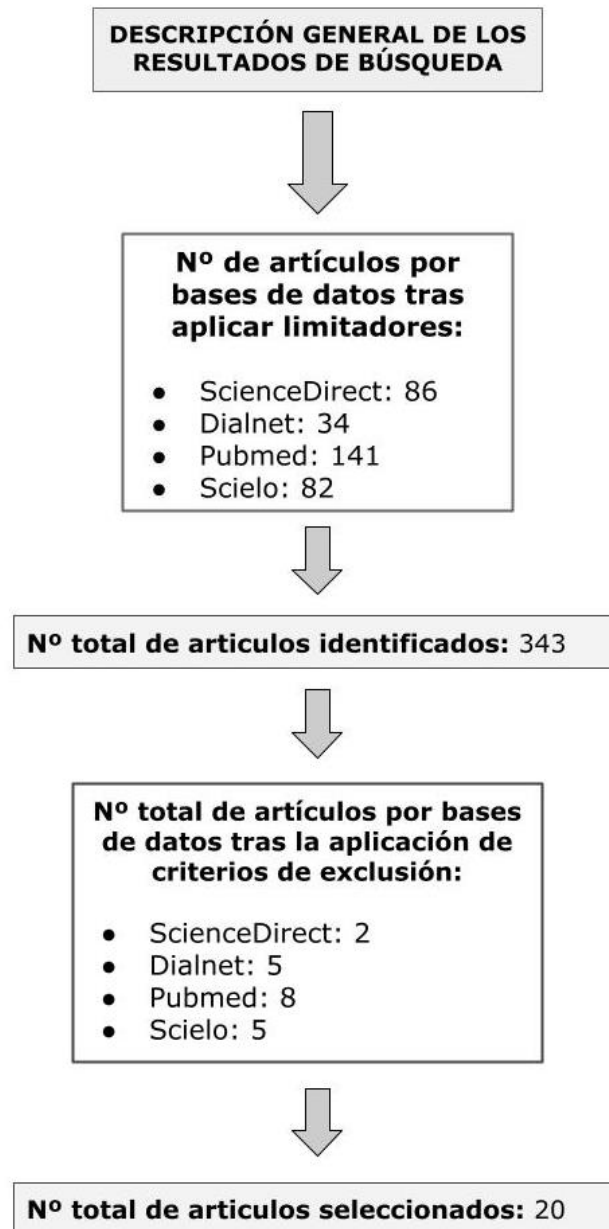 DESCRIPCIÓN GENERAL DE LOS
RESULTADOS DE BÚSQUEDA
Nº de artículos por
bases de datos tras
aplicar limitadores:
● ScienceDirect: 86
● Dialnet: 34
● Pubmed: 141
● Scielo: 82
Nº total de articulos identificados: 343
Nº total de artículos por bases
de datos tras la aplicación de
criterios de exclusión:
● ScienceDirect: 2
● Dialnet: 5
● Pubmed: 8
● Scielo: 5
Nº total de articulos seleccionados: 20